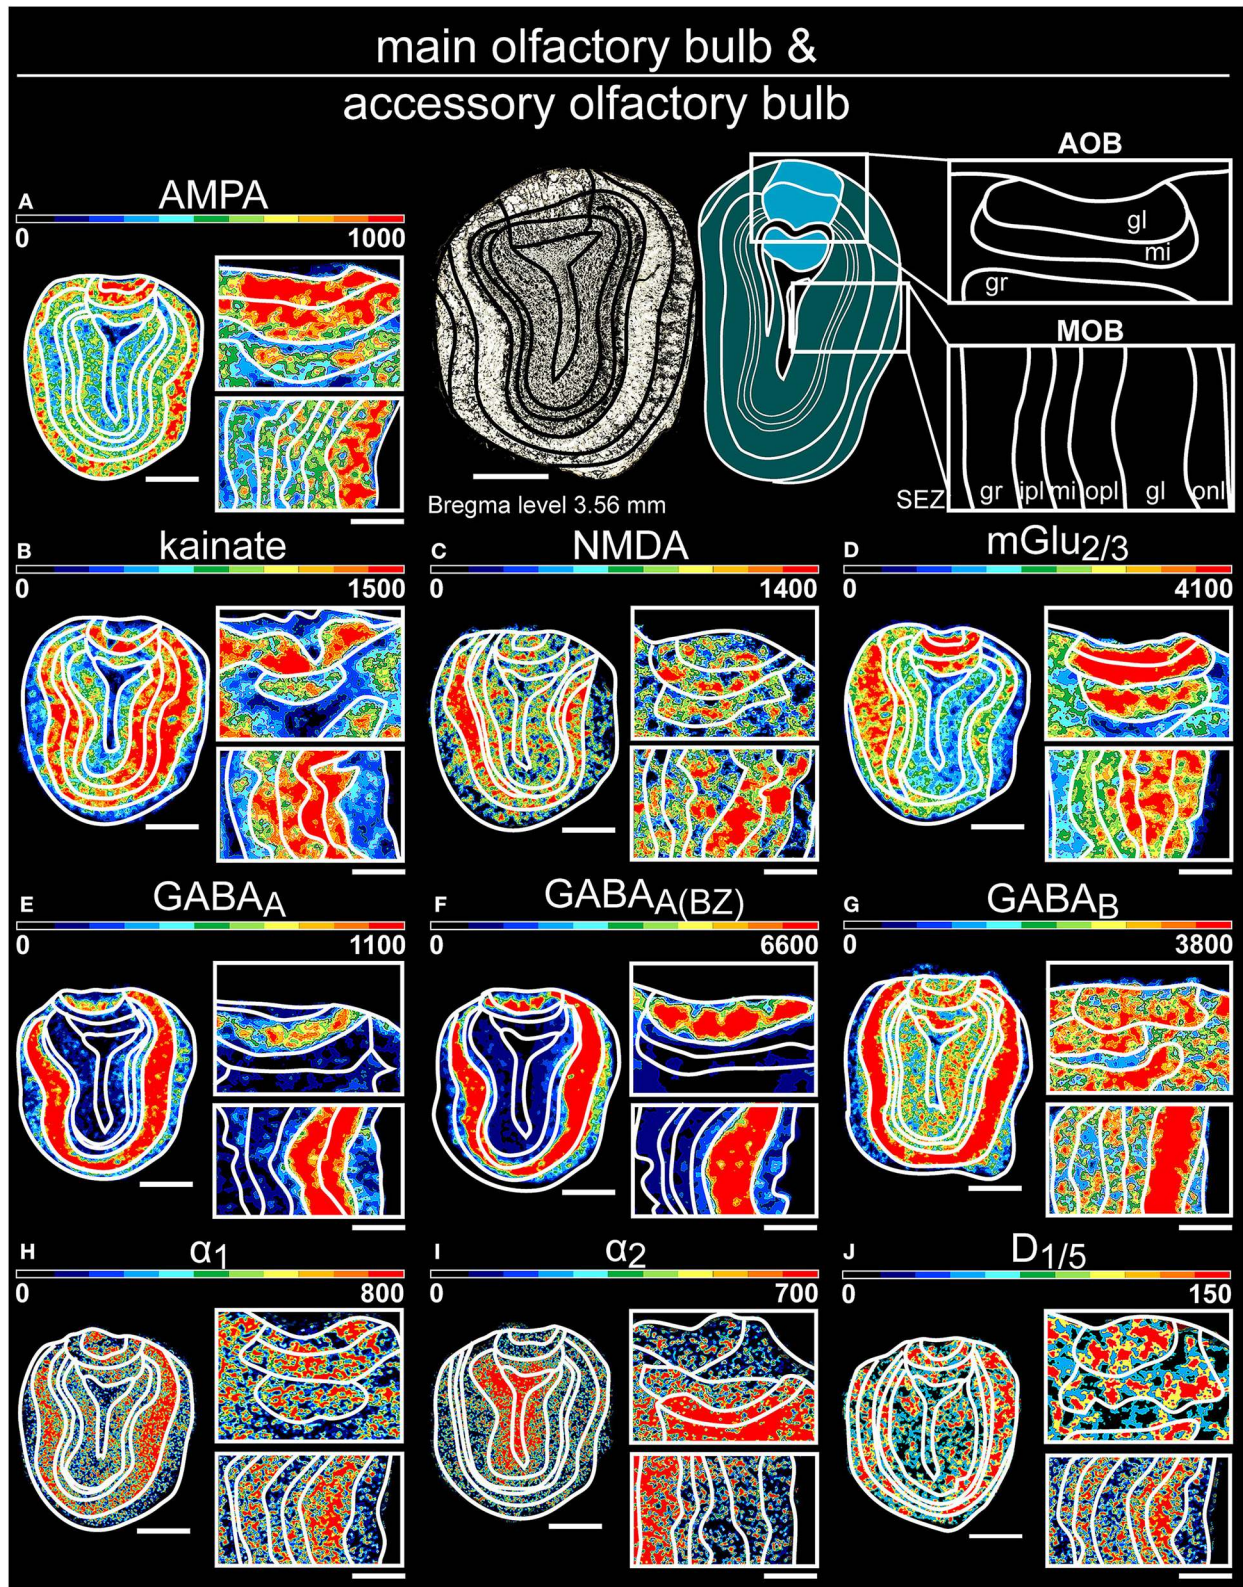 main olfactory bulb &
accessory olfactory bulb
A AMPA
0 1000
Bregma level 3.56 mm
AOB
gl
mi
gr
MOB
SEZ gr ipl mi opl gl onl
B kainate
0 1500
C NMDA
0 1400
D mGlu2/3
0 4100
E GABAA
0 1100
F GABAA(BZ)
0 6600
G GABAB
0 3800
H α1
0 800
I α2
0 700
J D1/5
0 150